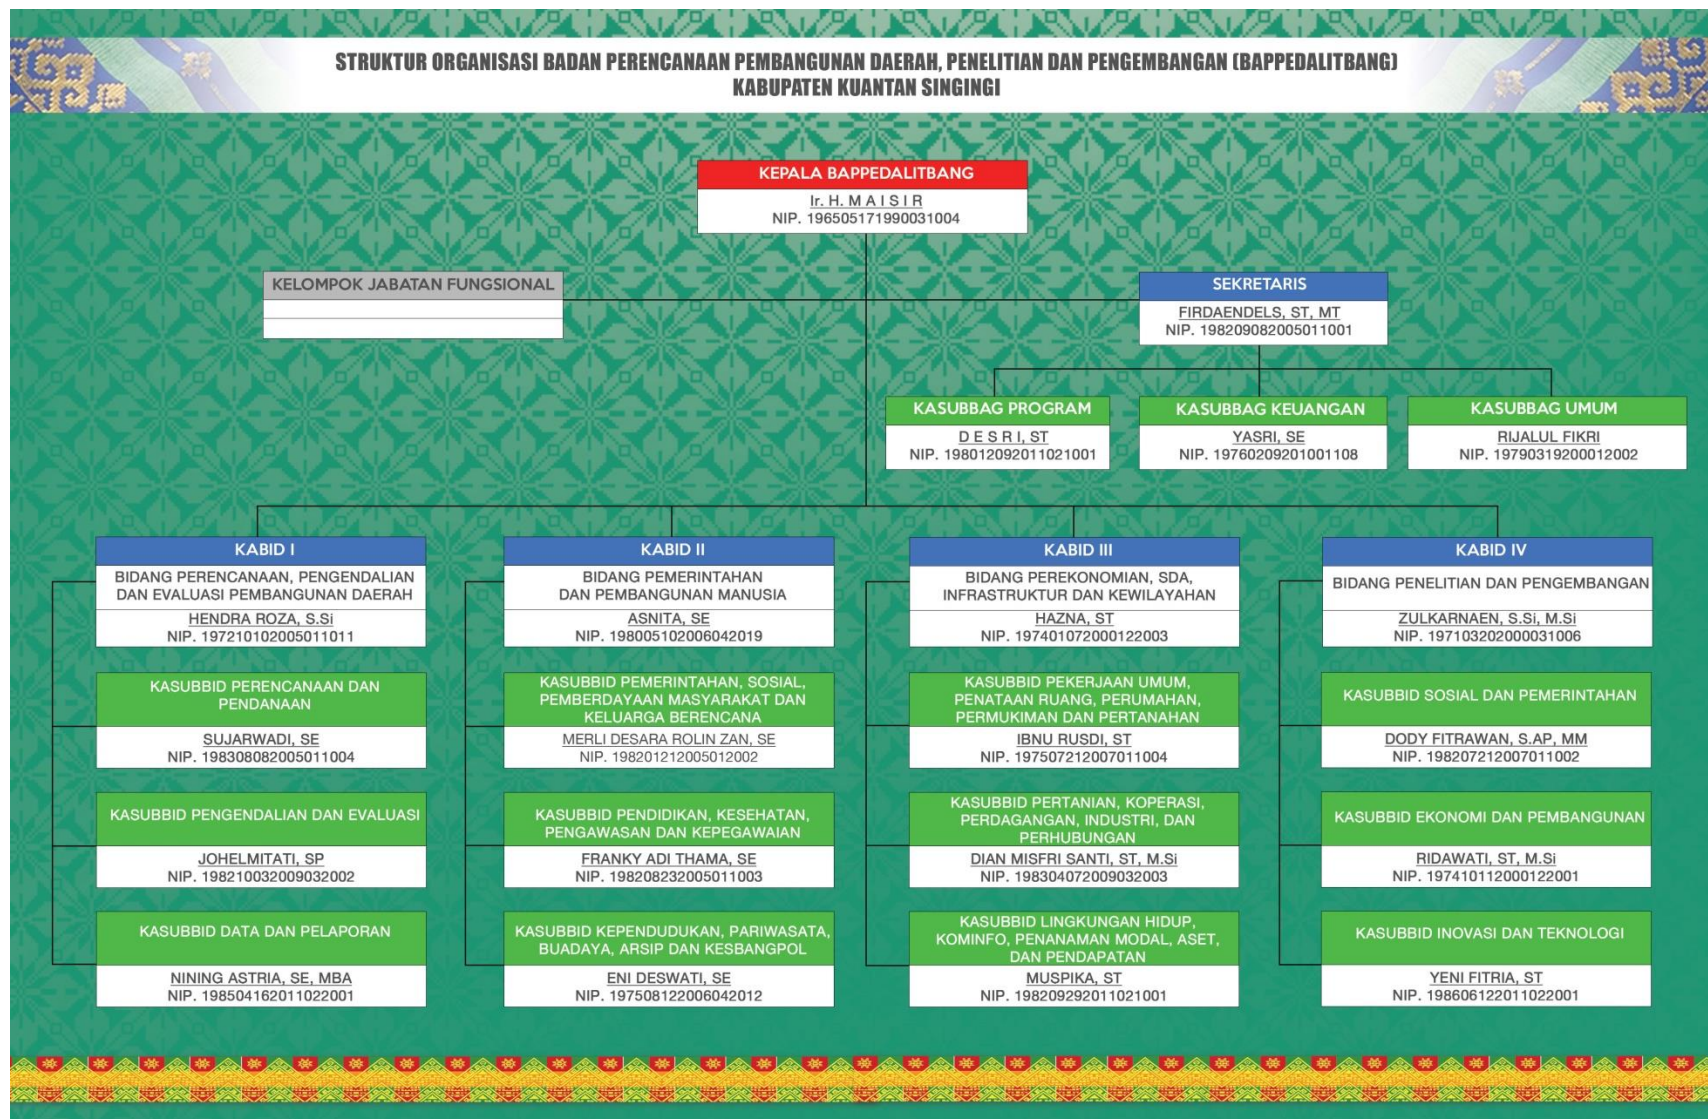 STRUKTUR ORGANISASI BADAN PERENCANAAN PEMBANGUNAN DAERAH, PENELITIAN DAN PENGEMBANGAN (BAPPEDALITBANG)
KABUPATEN KUANTAN SINGINGI
KEPALA BAPPEDALITBANG
Ir. H. M A I S I R
NIP. 196505171990031004
KELOMPOK JABATAN FUNGSIONAL
SEKRETARIS
FIRDAENDELS, ST, MT
NIP. 198209082005011001
KASUBBAG PROGRAM
D E S R I, ST
NIP. 198012092011021001
KASUBBAG KEUANGAN
YASRI, SE
NIP. 19760209201001108
KASUBBAG UMUM
RIJALUL FIKRI
NIP. 19790319200012002
KABID I
BIDANG PERENCANAAN, PENGENDALIAN
DAN EVALUASI PEMBANGUNAN DAERAH
HENDRA ROZA, S.Si
NIP. 197210102005011011
KASUBBID PERENCANAAN DAN
PENDANAAN
SUJARWADI, SE
NIP. 198308082005011004
KASUBBID PENGENDALIAN DAN EVALUASI
JOHELMITATI, SP
NIP. 198210032009032002
KASUBBID DATA DAN PELAPORAN
NINING ASTRIA, SE, MBA
NIP. 198504162011022001
KABID II
BIDANG PEMERINTAHAN
DAN PEMBANGUNAN MANUSIA
ASNITA, SE
NIP. 198005102006042019
KASUBBID PEMERINTAHAN, SOSIAL,
PEMBERDAYAAN MASYARAKAT DAN
KELUARGA BERENCANA
MERLI DESARA ROLIN ZAN, SE
NIP. 198201212005012002
KASUBBID PENDIDIKAN, KESEHATAN,
PENGAWASAN DAN KEPEGAWAIAN
FRANKY ADI THAMA, SE
NIP. 198208232005011003
KASUBBID KEPENDUDUKAN, PARIWASATA,
BUADAYA, ARSIP DAN KESBANGPOL
ENI DESWATI, SE
NIP. 197508122006042012
KABID III
BIDANG PEREKONOMIAN, SDA,
INFRASTRUKTUR DAN KEWILAYAHAN
HAZNA, ST
NIP. 197401072000122003
KASUBBID PEKERJAAN UMUM,
PENATAAN RUANG, PERUMAHAN,
PERMUKIMAN DAN PERTANAHAN
IBNU RUSDI, ST
NIP. 197507212007011004
KASUBBID PERTANIAN, KOPERASI,
PERDAGANGAN, INDUSTRI, DAN
PERHUBUNGAN
DIAN MISFRI SANTI, ST, M.Si
NIP. 198304072009032003
KASUBBID LINGKUNGAN HIDUP,
KOMINFO, PENANAMAN MODAL, ASET,
DAN PENDAPATAN
MUSPIKA, ST
NIP. 198209292011021001
KABID IV
BIDANG PENELITIAN DAN PENGEMBANGAN
ZULKARNAEN, S.Si, M.Si
NIP. 197103202000031006
KASUBBID SOSIAL DAN PEMERINTAHAN
DODY FITRAWAN, S.AP, MM
NIP. 198207212007011002
KASUBBID EKONOMI DAN PEMBANGUNAN
RIDAWATI, ST, M.Si
NIP. 197410112000122001
KASUBBID INOVASI DAN TEKNOLOGI
YENI FITRIA, ST
NIP. 198606122011022001